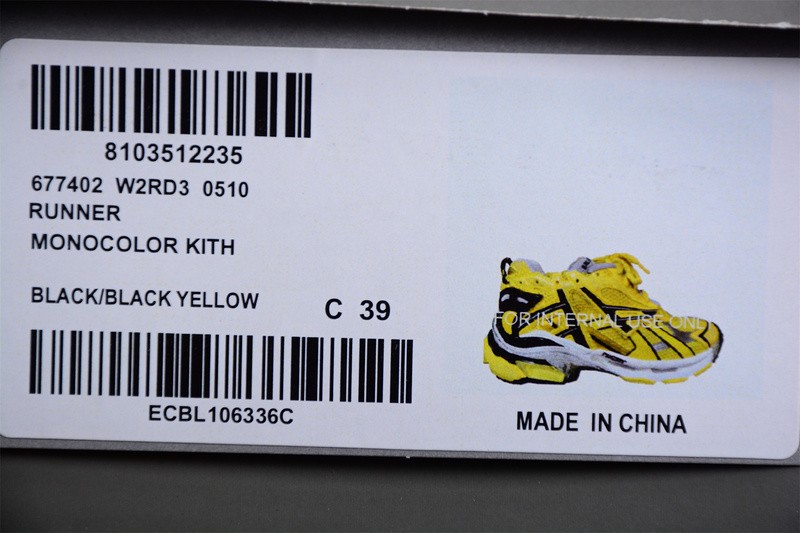 8103512235
677402 W2RD3 0510
RUNNER
MONOCOLOR KITH
BLACK/BLACK YELLOW C 39
ECBL106336C
FOR INTERNAL USE ONLY
MADE IN CHINA